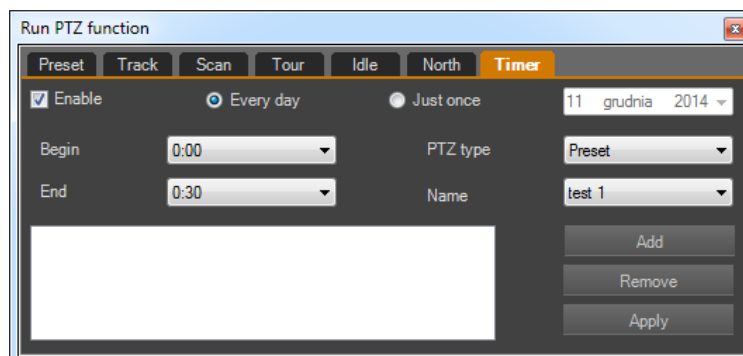 Run PTZ function
Preset Track Scan Tour Idle North Timer
Enable Every day Just once 11 grudnia 2014
Begin 0:00 PTZ type Preset
End 0:30 Name test 1
Add
Remove
Apply